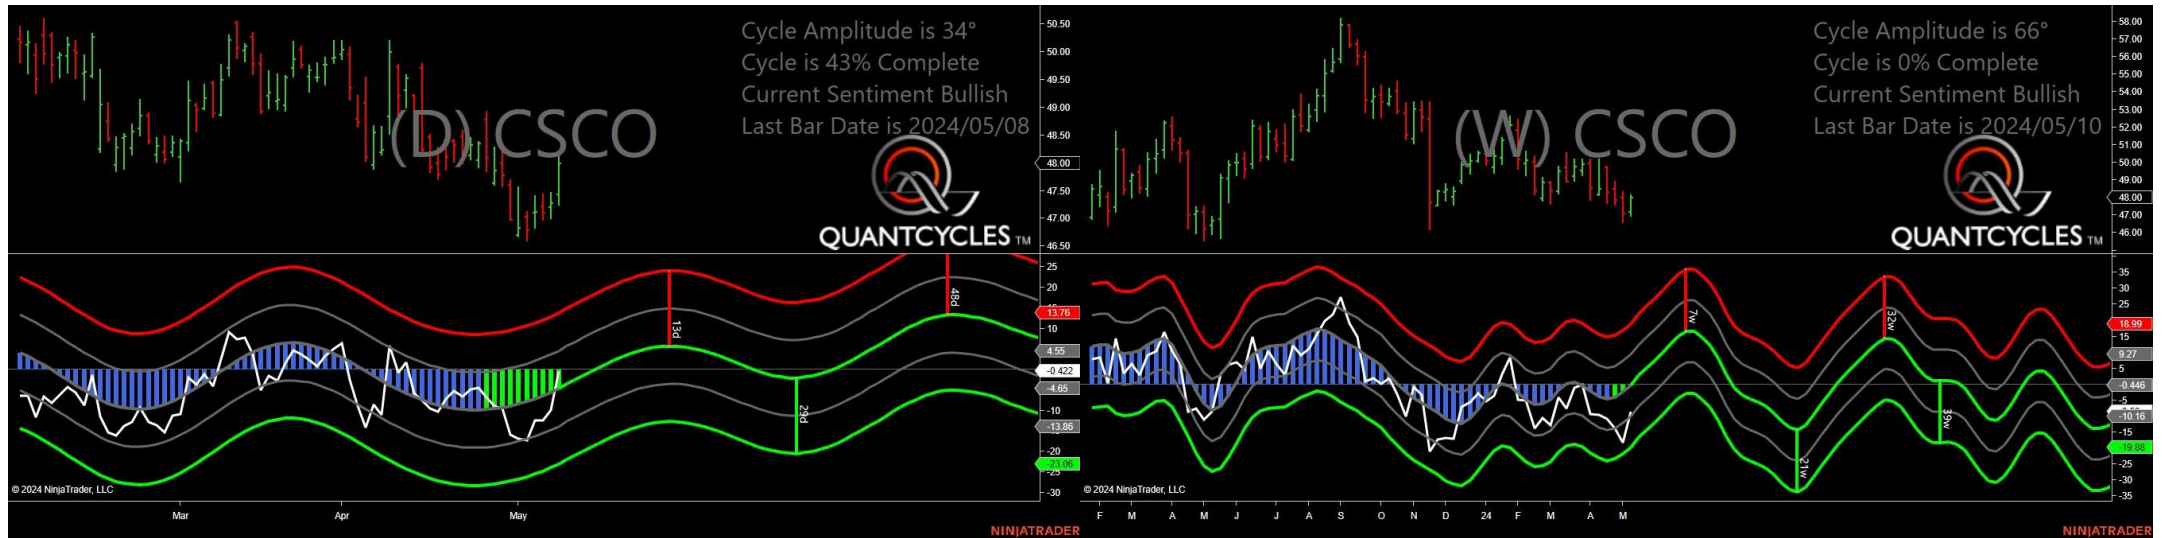 Cycle Amplitude is 34°
Cycle is 43% Complete
Current Sentiment Bullish
Last Bar Date is 2024/05/08
(D) CSCO
QUANTCYCLES TM
50.50
50.00
49.50
49.00
48.50
48.00
47.50
47.00
46.50
25
20
13.76
10
4.55
-0.422
-4.65
-10
-13.86
-20
-23.06
-25
-30
13d
29d
48d
© 2024 NinjaTrader, LLC
Mar
Apr
May
NINJATRADER
Cycle Amplitude is 66°
Cycle is 0% Complete
Current Sentiment Bullish
Last Bar Date is 2024/05/10
(W) CSCO
QUANTCYCLES TM
58.00
57.00
56.00
55.00
54.00
53.00
52.00
51.00
50.00
49.00
48.00
47.00
46.00
35
30
25
18.99
15
9.27
5
-0.446
-5
-10.16
-15
-19.88
-25
-30
-35
7w
21w
32w
39w
© 2024 NinjaTrader, LLC
F
M
A
M
J
J
A
S
O
N
D
24
F
M
A
M
NINJATRADER